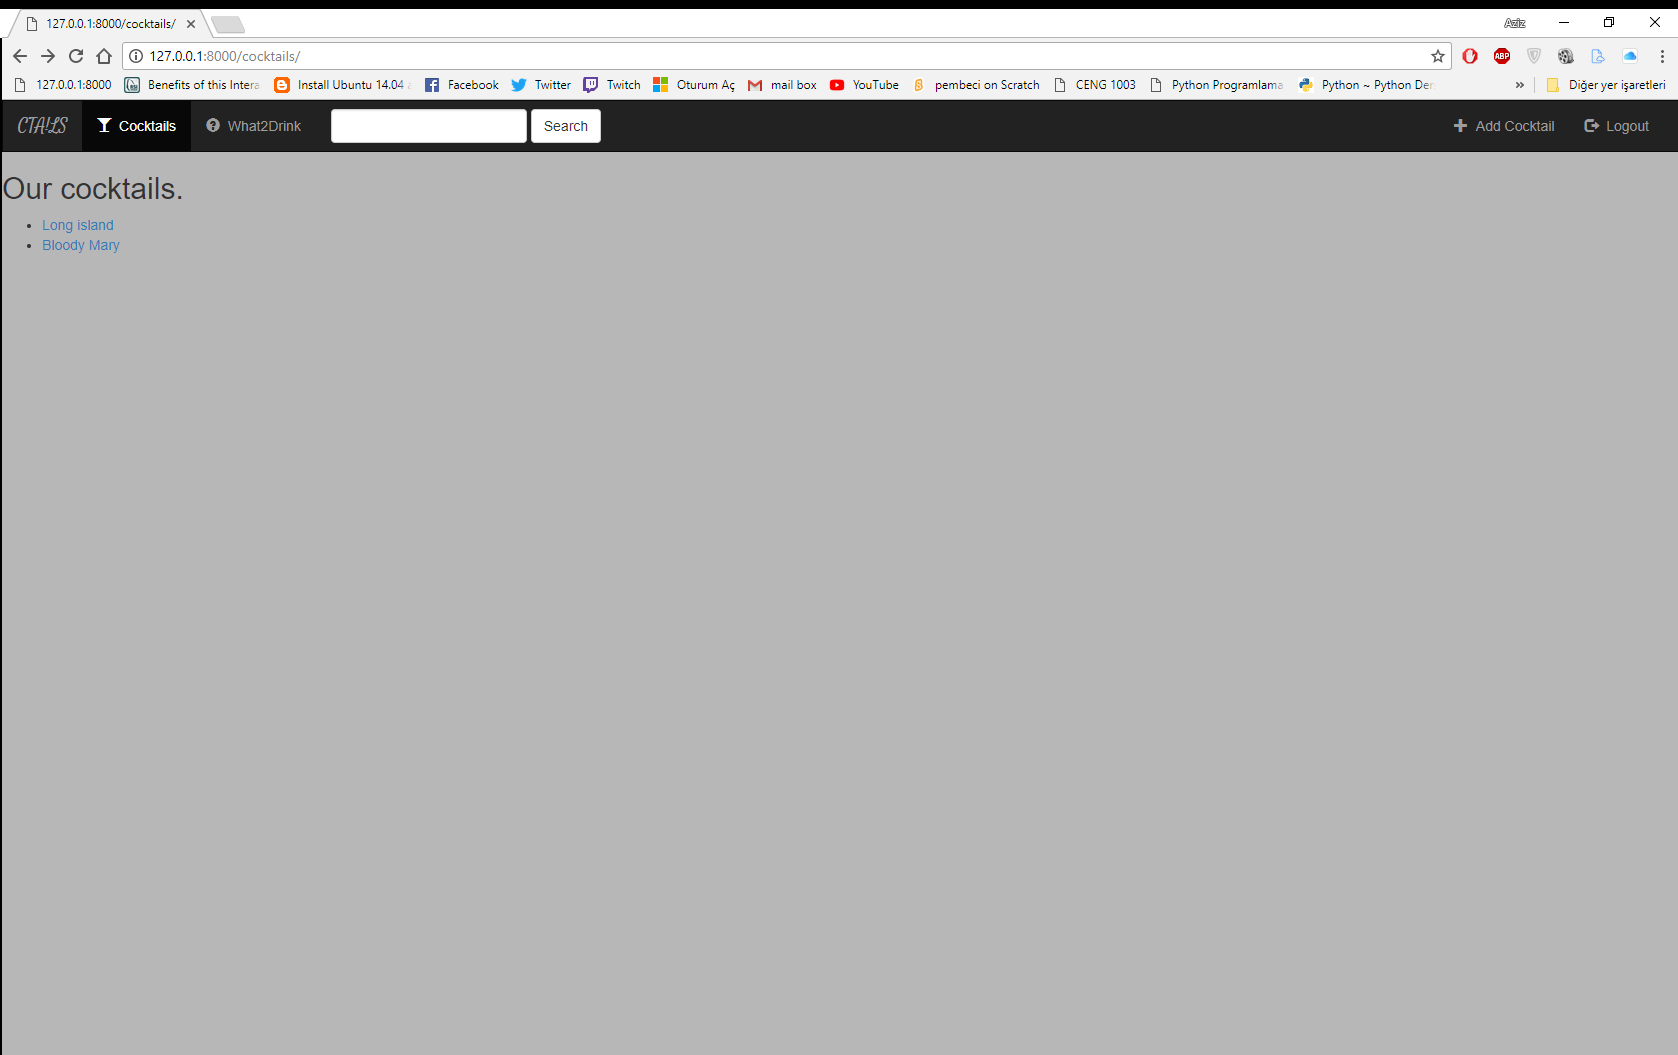 127.0.0.1:8000/cocktails/
Aziz
127.0.0.1:8000/cocktails/
ABP
127.0.0.1:8000 Benefits of this Intera Install Ubuntu 14.04 Facebook Twitter Twitch Oturum Aç mail box YouTube pembeci on Scratch CENG 1003 Python Programlama Python ~ Python Der » Diğer yer işaretleri
CTAILS Cocktails What2Drink Search Add Cocktail Logout
Our cocktails.
• Long island
• Bloody Mary